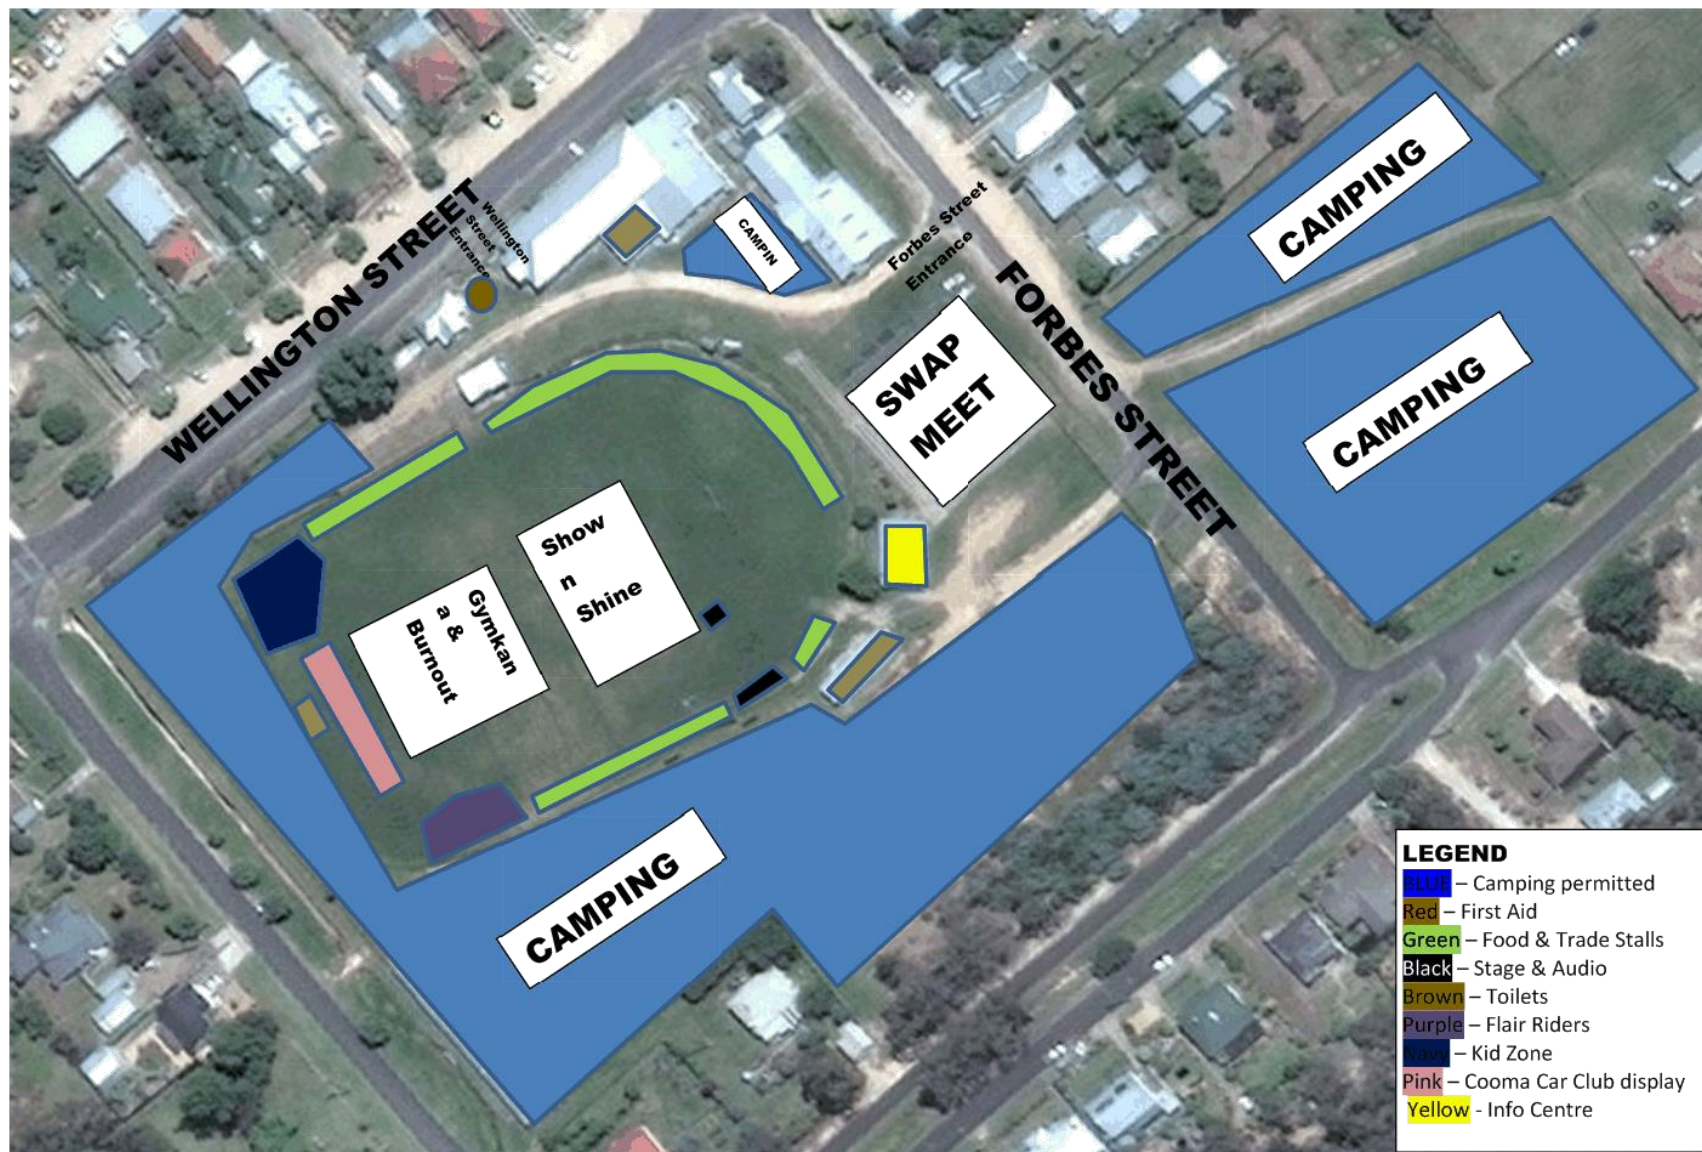 WELLINGTON STREET
Wellington
Street
Entrance
CAMPIN
Forbes Street
Entrance
FORBES STREET
CAMPING
CAMPING
SWAP
MEET
Show
n
Shine
Gymkan
a &
Burnout
CAMPING
LEGEND
BLUE – Camping permitted
Red – First Aid
Green – Food & Trade Stalls
Black – Stage & Audio
Brown – Toilets
Purple – Flair Riders
Navy – Kid Zone
Pink – Cooma Car Club display
Yellow - Info Centre